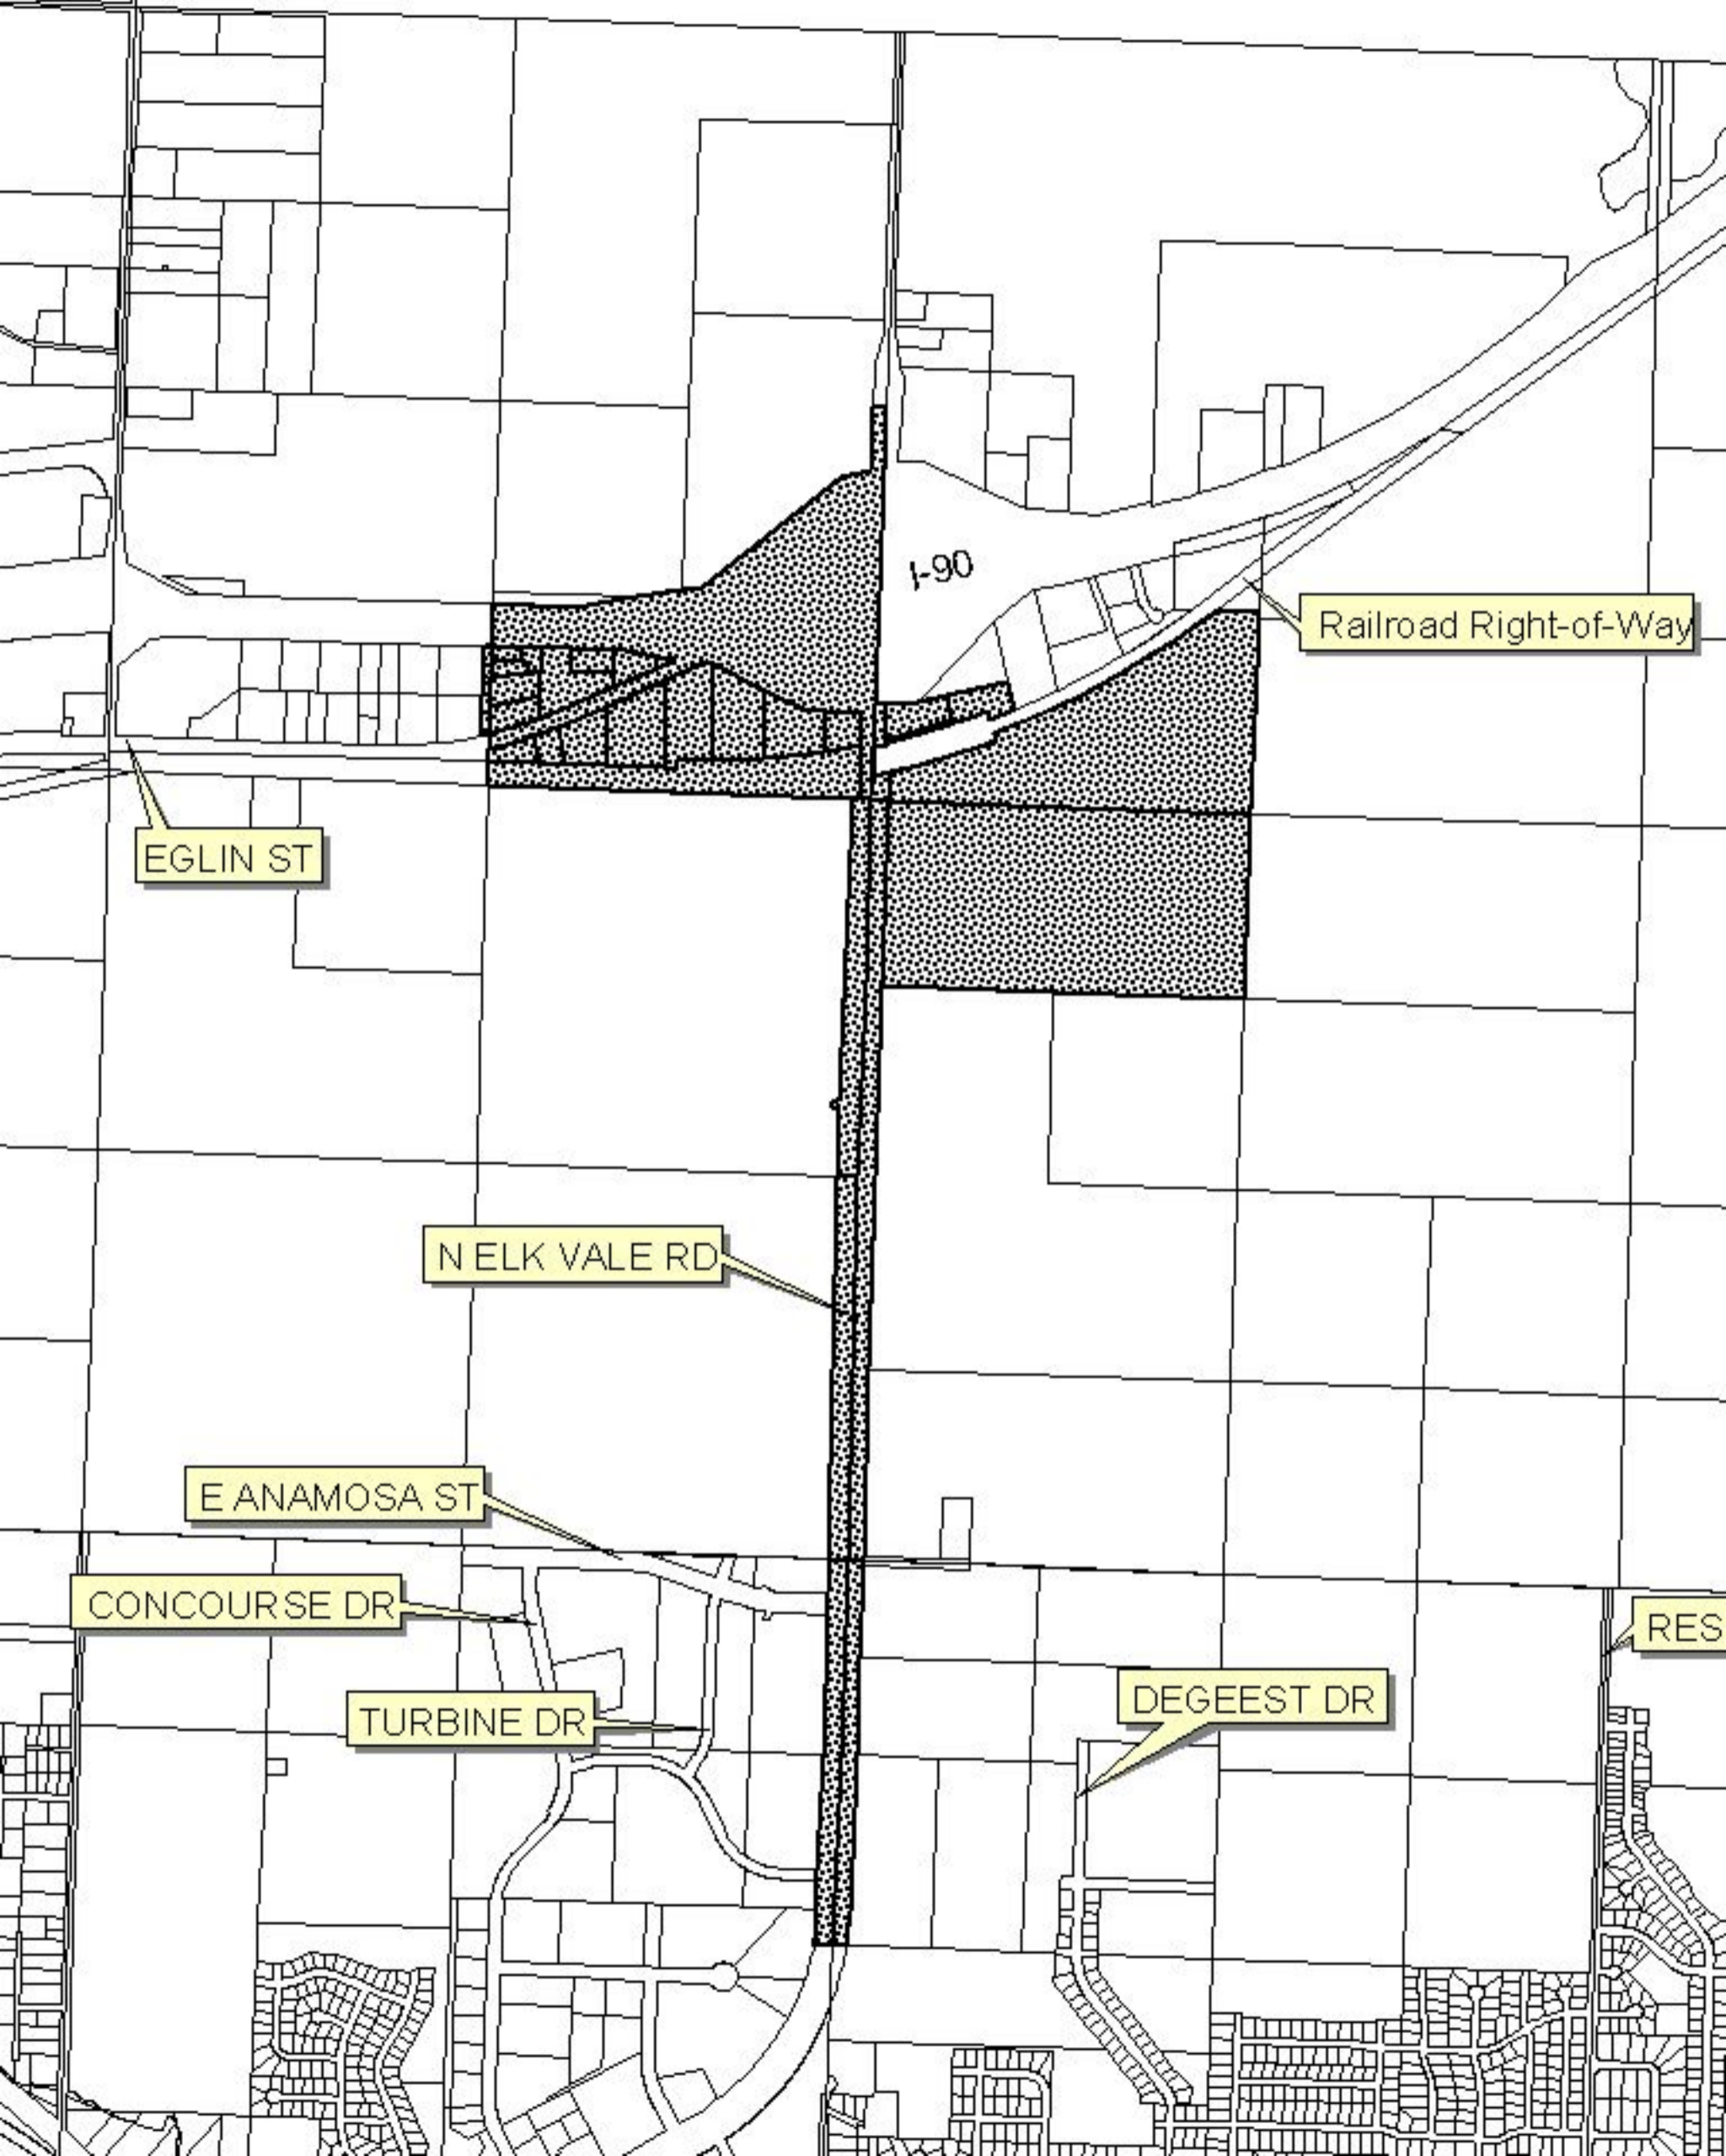 I-90
Railroad Right-of-Way
EGLIN ST
N ELK VALE RD
E ANAMOSA ST
CONCOURSE DR
RES
DEGEEST DR
TURBINE DR